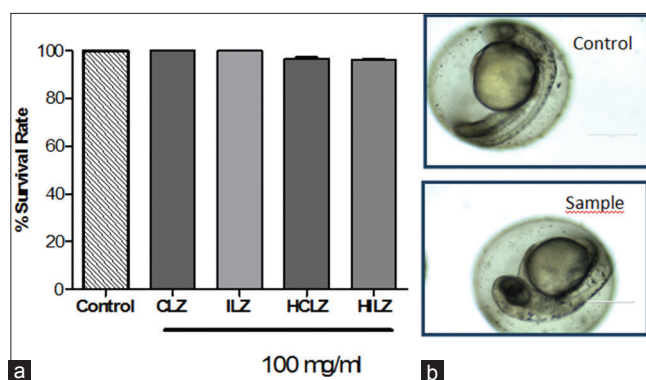 % Survival Rate
100
80
60
40
20
0
Control CLZ ILZ HCLZ HILZ
100 mg/ml
a
Control
Sample
b